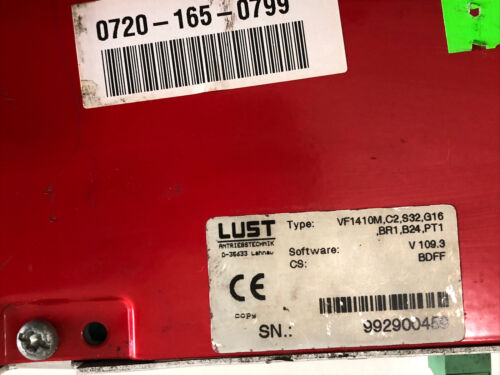 0720-165-0799
LUST
ANTRIEBSTECHNIK
D-35633 Lahnau
Type: VF1410M,C2,S32,G16
,BR1,B24,PT1
Software: V 109.3
CS: BDFF
CE
copy
SN.: 992900459